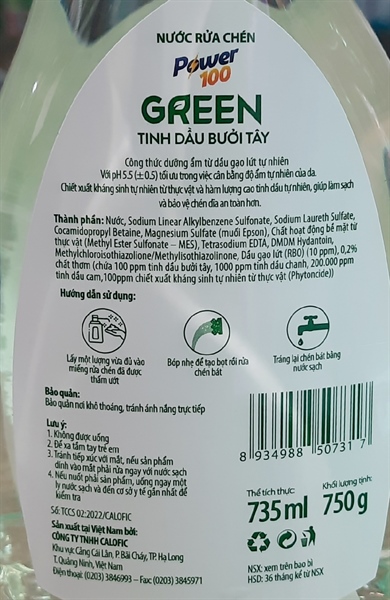 NƯỚC RỬA CHÉN
Power
100
GREEN
TINH DẦU BƯỞI TÂY
Công thức dưỡng ẩm từ dầu gạo lứt tự nhiên
Với pH 5.5 (± 0.5) tối ưu trong việc cân bằng độ ẩm tự nhiên của da.
Chiết xuất kháng sinh tự nhiên từ thực vật và hàm lượng cao tinh dầu tự nhiên, giúp làm sạch
và bảo vệ chén dĩa an toàn hơn.
Thành phần: Nước, Sodium Linear Alkylbenzene Sulfonate, Sodium Laureth Sulfate,
Cocamidopropyl Betaine, Magnesium Sulfate (muối Epson), Chất hoạt động bề mặt từ
thực vật (Methyl Ester Sulfonate – MES), Tetrasodium EDTA, DMDM Hydantoin,
Methylchloroisothiazolione/Methylisothiazolinone, Dầu gạo lứt (RBO) (10 ppm), 0,2%
chất thơm (chứa 100 ppm tinh dầu bưởi tây, 1000 ppm tinh dầu chanh, 200.000 ppm
tinh dầu cam,100ppm chiết xuất kháng sinh tự nhiên từ thực vật (Phytoncide))
Hướng dẫn sử dụng:
Lấy một lượng vừa đủ vào
miếng rửa chén đã được
thấm ướt
Bóp nhẹ để tạo bọt rồi rửa
chén bát
Tráng lại chén bát bằng
nước sạch
Bảo quản:
Bảo quản nơi khô thoáng, tránh ánh nắng trực tiếp
Lưu ý:
1. Không được uống
2. Để xa tầm tay trẻ em
3. Tránh tiếp xúc với mắt, nếu sản phẩm
dính vào mắt phải rửa ngay với nước sạch
4. Nếu nuốt phải sản phẩm, uống ngay một
ly nước sạch và đến cơ sở y tế gần nhất để
kiểm tra
8 934988 507317
Số: TCCS 02:2022/CALOFIC
Sản xuất tại Việt Nam bởi:
CÔNG TY TNHH CALOFIC
Khu vực Cảng Cái Lân, P. Bãi Cháy, TP. Hạ Long
T. Quảng Ninh, Việt Nam
Điện thoại: (0203) 3846993 – Fax: (0203) 3845971
Thể tích thực:
735 ml
Khối lượng tịnh:
750 g
NSX: xem trên bao bì
HSD: 36 tháng kể từ NSX